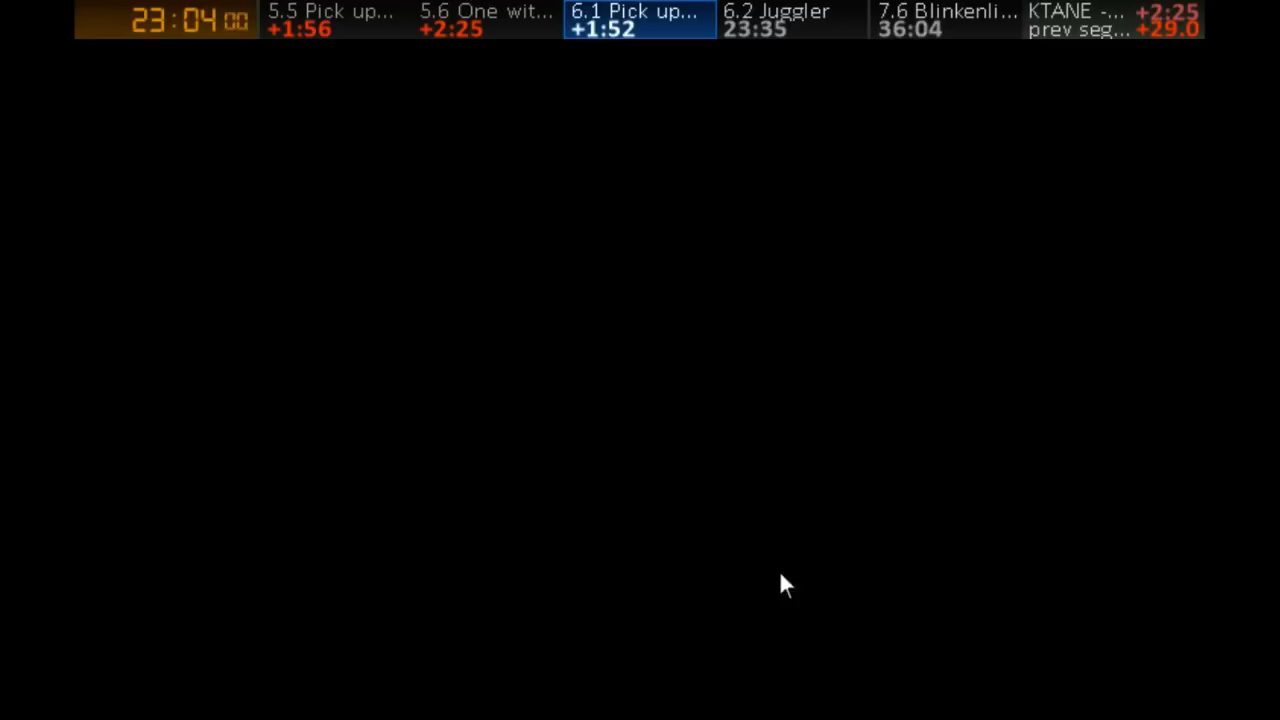 23:04 00
5.5 Pick up...
+1:56
5.6 One wit...
+2:25
6.1 Pick up...
+1:52
6.2 Juggler
23:35
7.6 Blinkenli...
36:04
KTANE -... +2:25
prev seg... +29.0